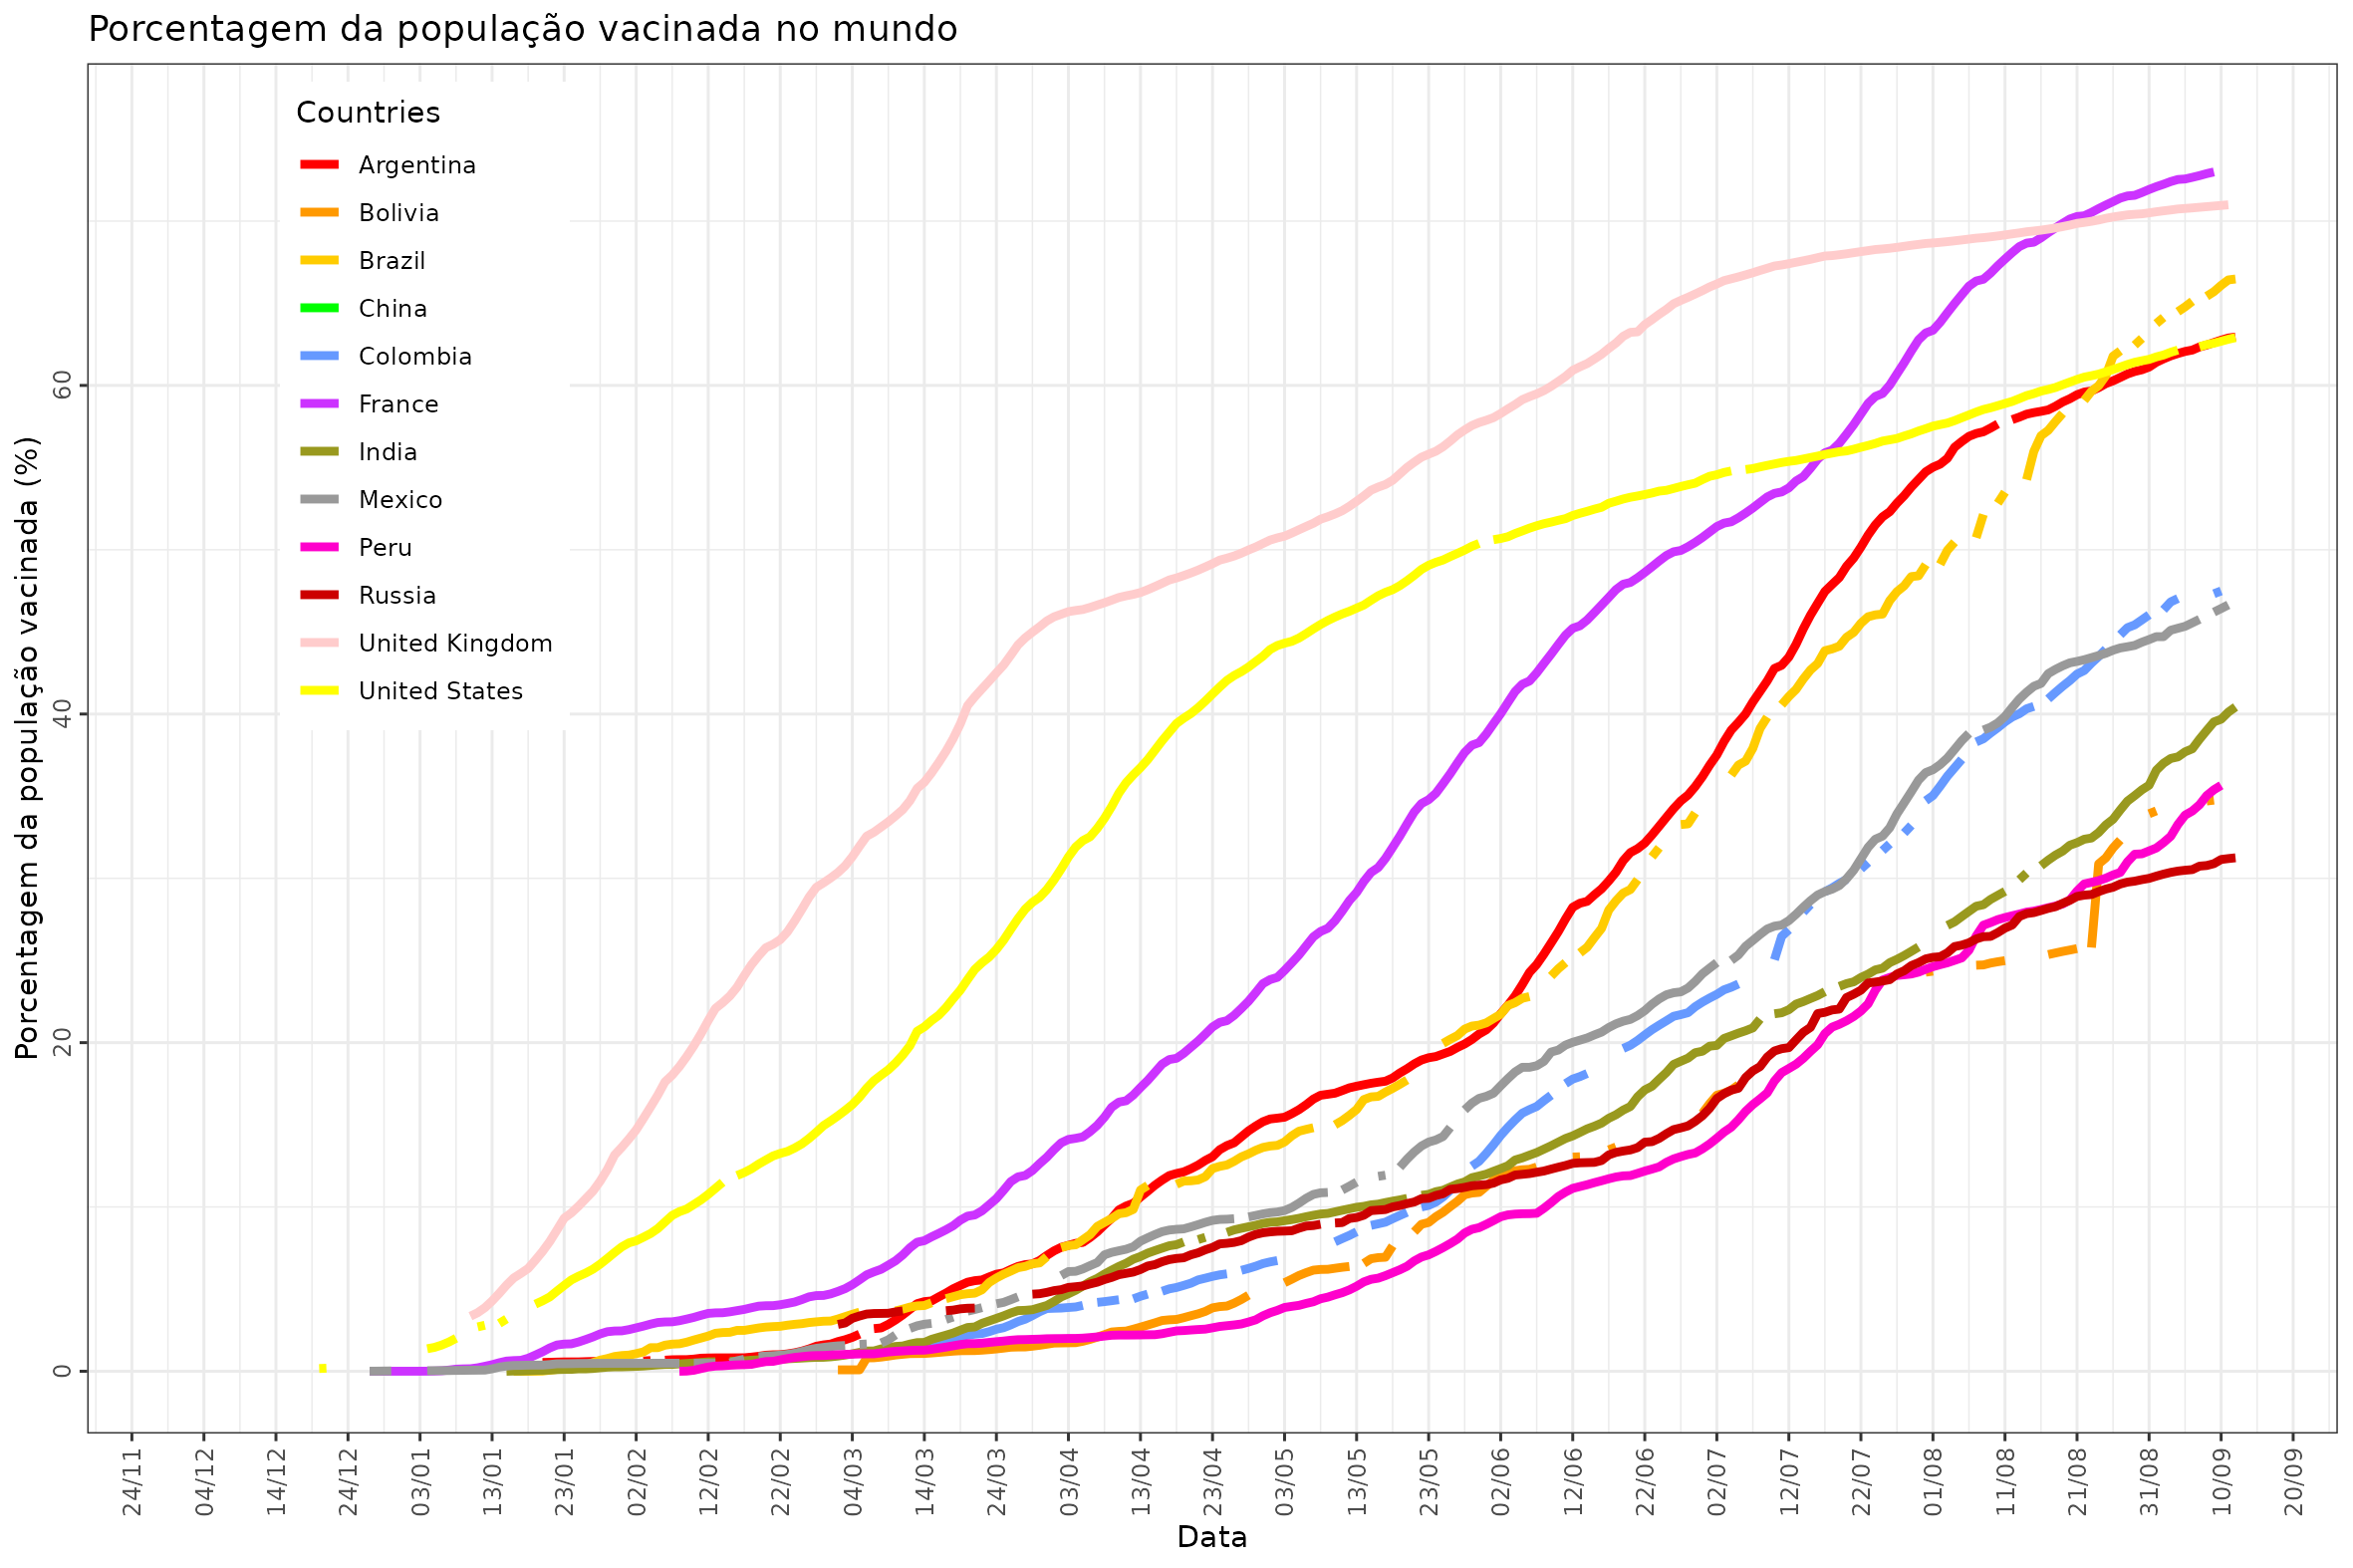 Porcentagem da população vacinada no mundo
Countries
Argentina
Bolivia
Brazil
China
Colombia
France
India
Mexico
Peru
Russia
United Kingdom
United States
Porcentagem da população vacinada (%)
60
40
20
0
24/11
04/12
14/12
24/12
03/01
13/01
23/01
02/02
12/02
22/02
04/03
14/03
24/03
03/04
13/04
23/04
03/05
13/05
23/05
02/06
12/06
22/06
02/07
12/07
22/07
01/08
11/08
21/08
31/08
10/09
20/09
Data